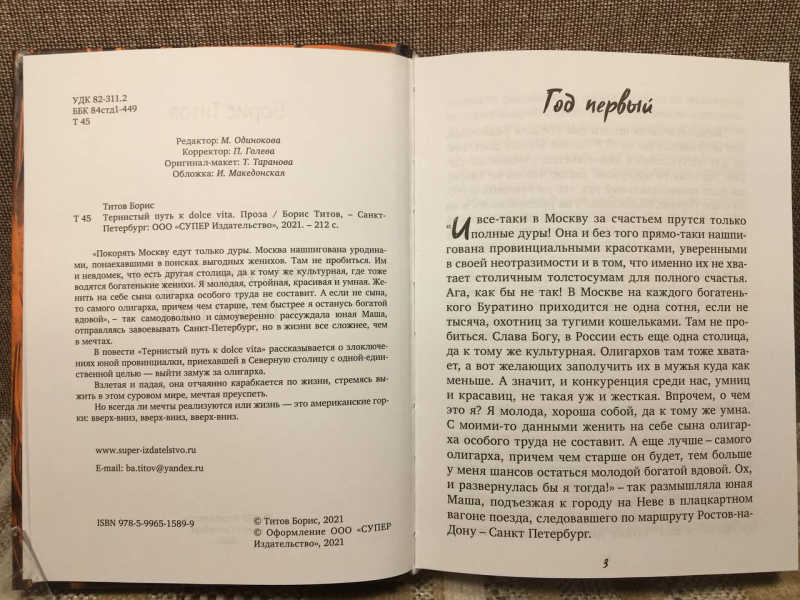 УДК 82-311.2
ББК 84стд1-449
Т 45
Редактор: М. Одинокова
Корректор: П. Голева
Оригинал-макет: Т. Таранова
Обложка: И. Македонская
Титов Борис
Т 45 Тернистый путь к dolce vita. Проза / Борис Титов, – Санкт-
Петербург: ООО «СУПЕР Издательство», 2021. – 212 с.
«Покорять Москву едут только дуры. Москва нашпигована уродина-
ми, понаехавшими в поисках выгодных женихов. Там не пробиться. Им
и невдомек, что есть другая столица, да к тому же культурная, где тоже
водятся богатенькие женихи. Я молодая, стройная, красивая и умная. Же-
нить на себе сына олигарха особого труда не составит. А если не сына,
то самого олигарха, причем чем старше, тем быстрее я останусь богатой
вдовой», – так самодовольно и самоуверенно рассуждала юная Маша,
отправляясь завоевывать Санкт-Петербург, но в жизни все сложнее, чем
в мечтах.
В повести «Тернистый путь к dolce vita» рассказывается о злоключе-
ниях юной провинциалки, приехавшей в Северную столицу с одной-един-
ственной целью — выйти замуж за олигарха.
Взлетая и падая, она отчаянно карабкается по жизни, стремясь вы-
жить в этом суровом мире, мечтая преуспеть.
Но всегда ли мечты реализуются или жизнь — это американские гор-
ки: вверх-вниз, вверх-вниз, вверх-вниз.
www.super-izdatelstvo.ru
E-mail: ba.titov@yandex.ru
ISBN 978-5-9965-1589-9
© Титов Борис, 2021
© Оформление ООО «СУПЕР
Издательство», 2021
Год первый
«И все-таки в Москву за счастьем прутся только
полные дуры! Она и без того прямо-таки нашпи-
гована провинциальными красотками, уверенными
в своей неотразимости и в том, что именно их не хва-
тает столичным толстосумам для полного счастья.
Ага, как бы не так! В Москве на каждого богатень-
кого Буратино приходится не одна сотня, если не
тысяча, охотниц за тугими кошельками. Там не про-
биться. Слава Богу, в России есть еще одна столица,
да к тому же культурная. Олигархов там тоже хвата-
ет, а вот желающих заполучить их в мужья куда как
меньше. А значит, и конкуренция среди нас, умниц
и красавиц, не такая уж и жесткая. Впрочем, о чем
это я? Я молода, хороша собой, да к тому же умна.
С моими-то данными женить на себе сына олигар-
ха особого труда не составит. А еще лучше – самого
олигарха, причем чем старше он будет, тем больше
у меня шансов остаться молодой богатой вдовой. Ох,
и развернулась бы я тогда!» – так размышляла юная
Маша, подъезжая к городу на Неве в плацкартном
вагоне поезда, следовавшего по маршруту Ростов-на-
Дону – Санкт Петербург.
3